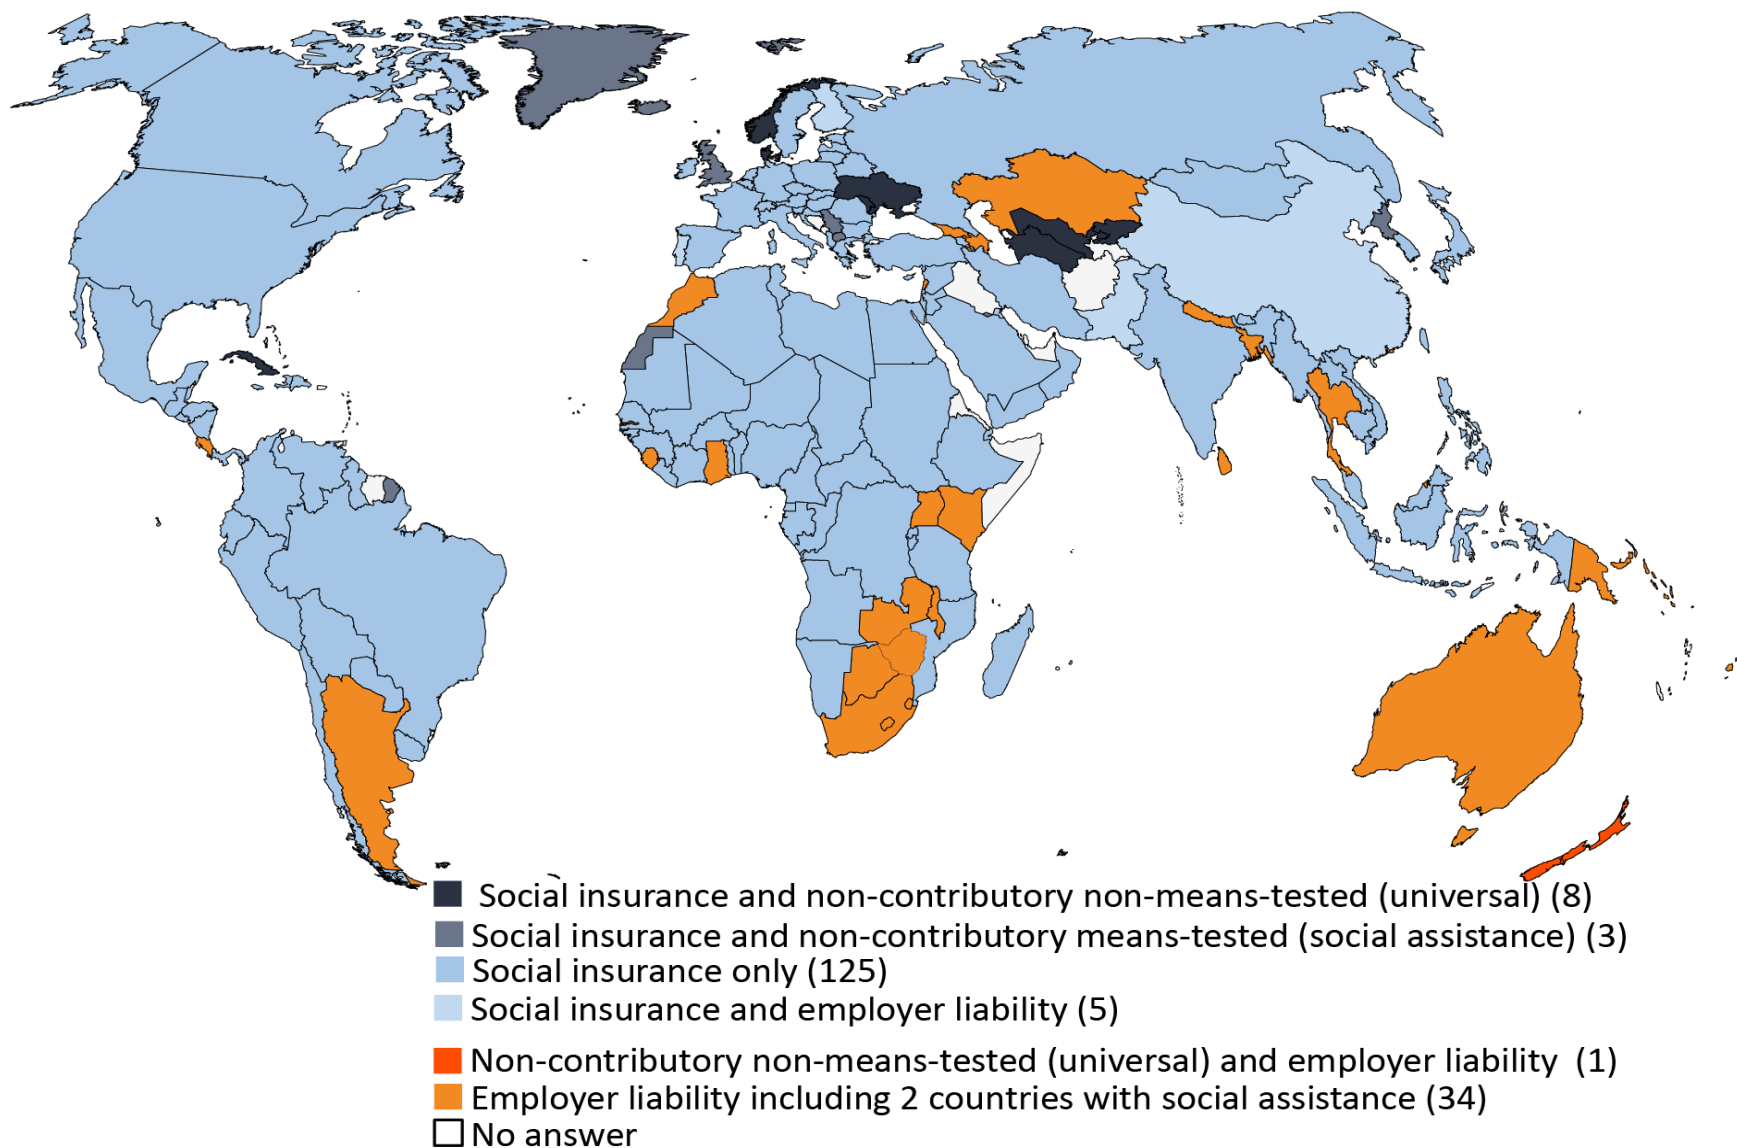 Social insurance and non-contributory non-means-tested (universal) (8)
Social insurance and non-contributory means-tested (social assistance) (3)
Social insurance only (125)
Social insurance and employer liability (5)
Non-contributory non-means-tested (universal) and employer liability (1)
Employer liability including 2 countries with social assistance (34)
No answer